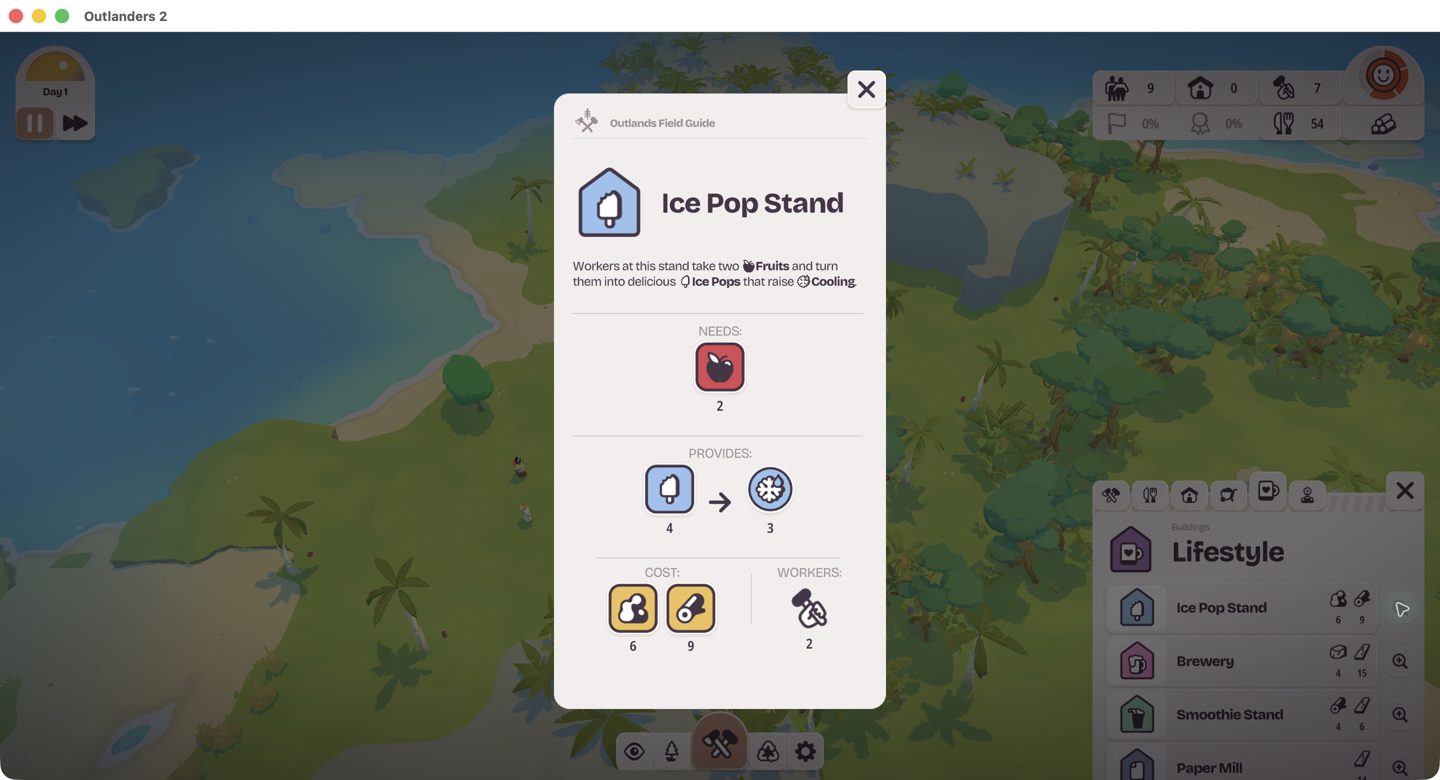 Outlanders 2
Day 1
9
0
7
0%
0%
54
Outlands Field Guide
Ice Pop Stand
Workers at this stand take two Fruits and turn
them into delicious Ice Pops that raise Cooling.
NEEDS:
2
PROVIDES:
4
3
COST:
WORKERS:
6
9
2
Buildings
Lifestyle
Ice Pop Stand
6
9
Brewery
4
15
Smoothie Stand
4
6
Paper Mill